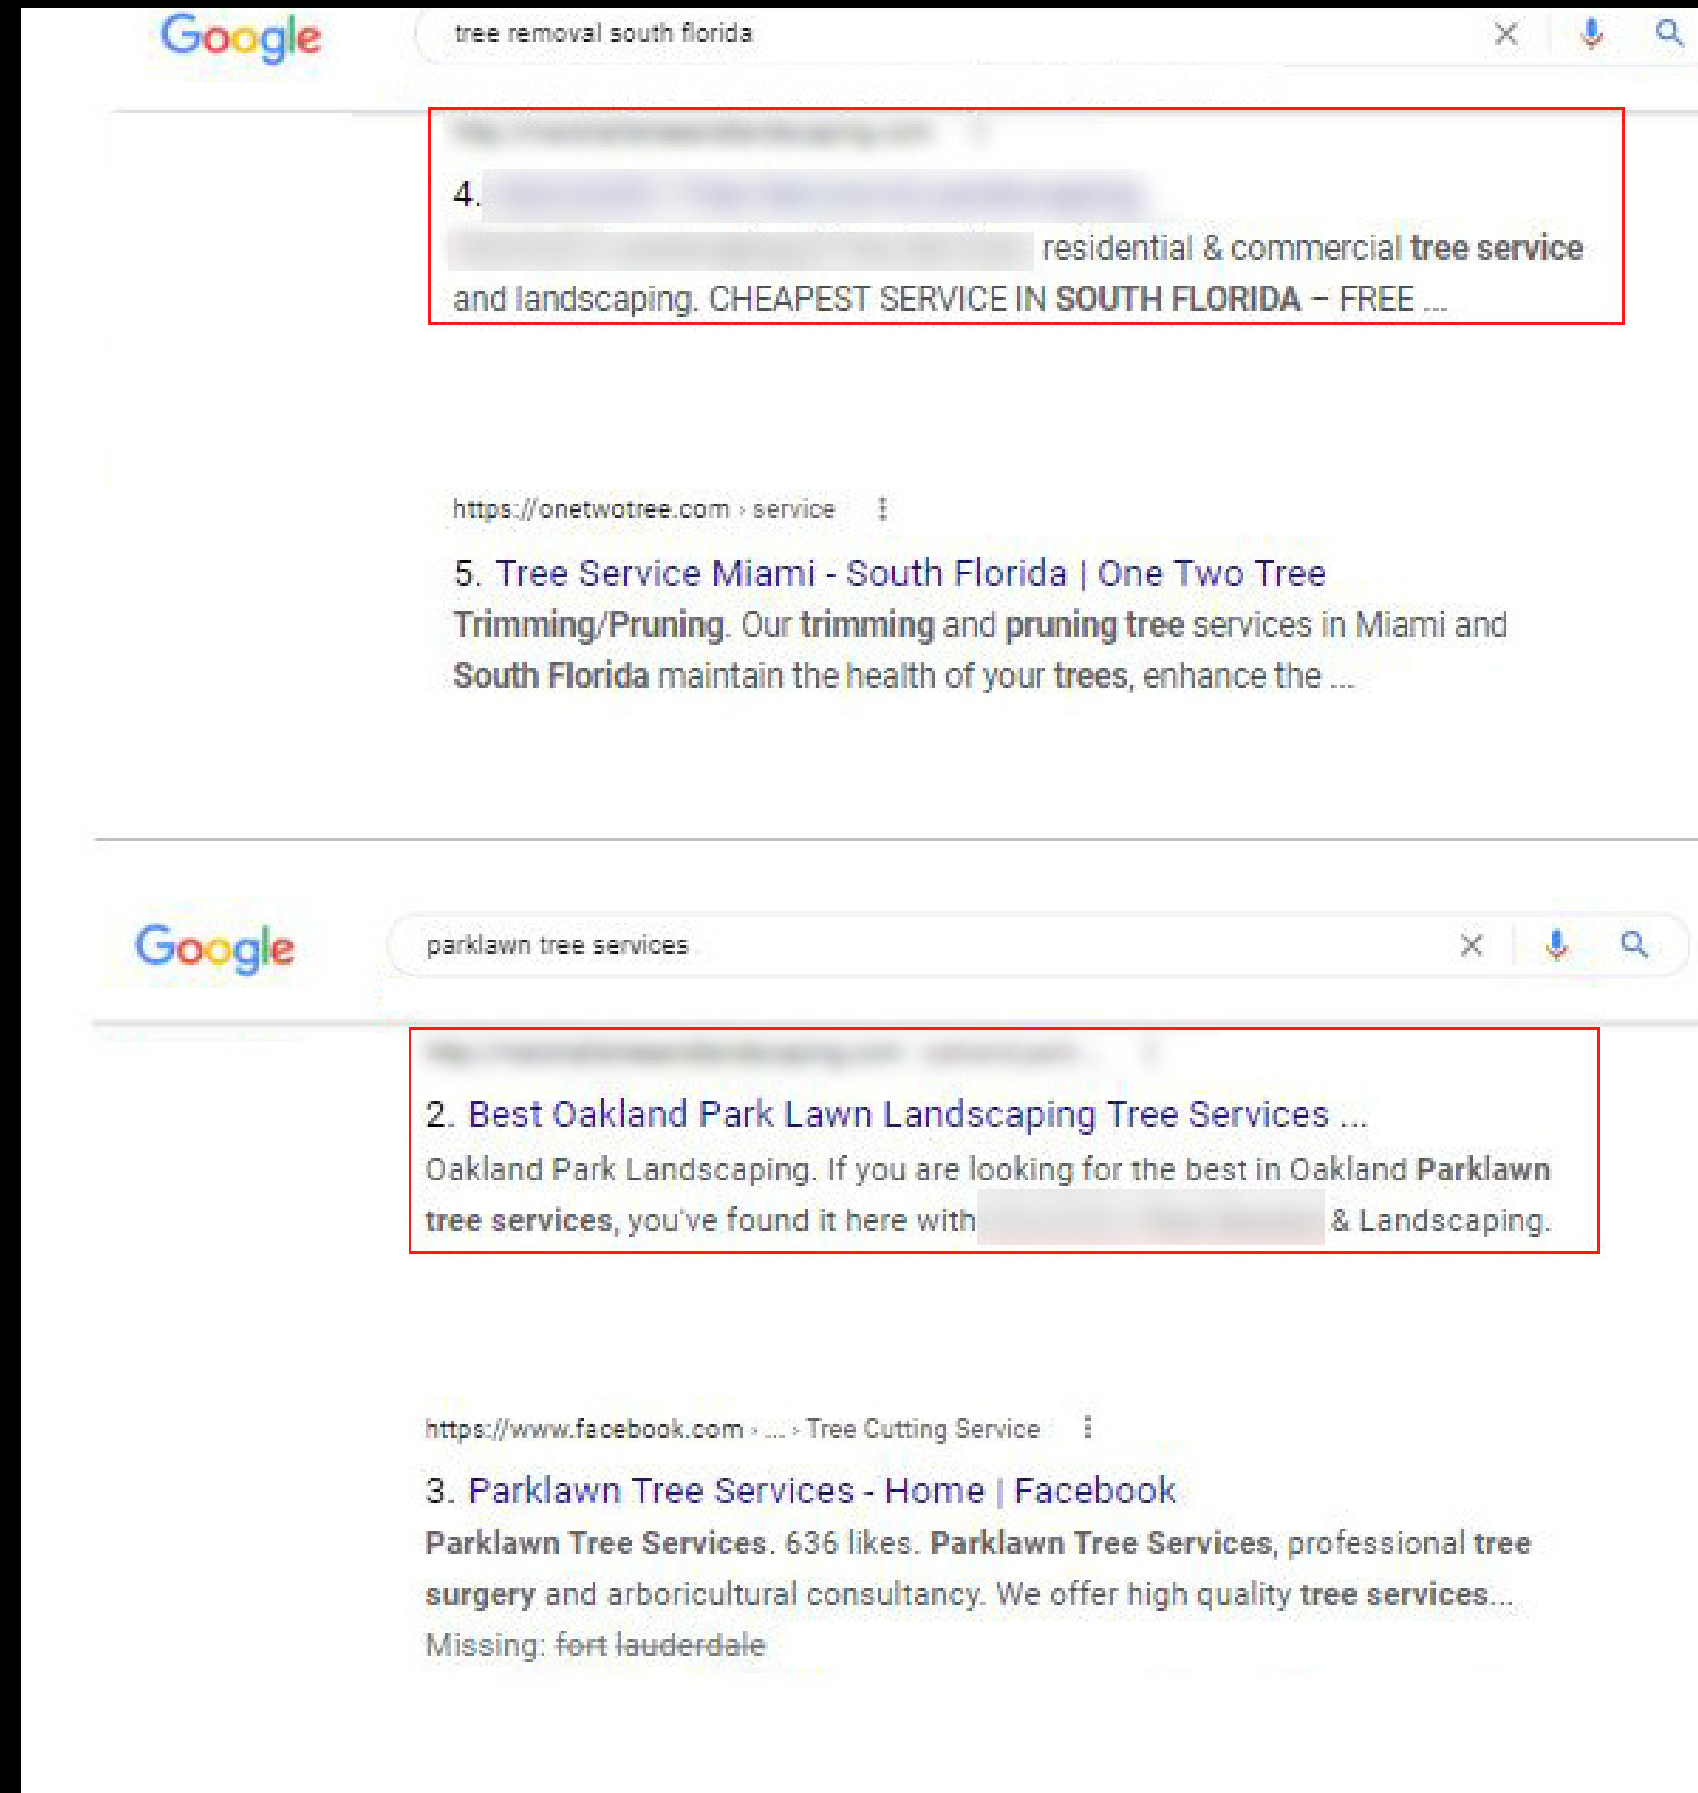 Google
tree removal south florida
4.
residential & commercial tree service
and landscaping. CHEAPEST SERVICE IN SOUTH FLORIDA – FREE ...
https://onetwotree.com › service
5. Tree Service Miami - South Florida | One Two Tree
Trimming/Pruning. Our trimming and pruning tree services in Miami and
South Florida maintain the health of your trees, enhance the ...
Google
parklawn tree services
2. Best Oakland Park Lawn Landscaping Tree Services ...
Oakland Park Landscaping. If you are looking for the best in Oakland Parklawn
tree services, you've found it here with & Landscaping.
https://www.facebook.com › ... › Tree Cutting Service
3. Parklawn Tree Services - Home | Facebook
Parklawn Tree Services. 636 likes. Parklawn Tree Services, professional tree
surgery and arboricultural consultancy. We offer high quality tree services...
Missing: fort lauderdale